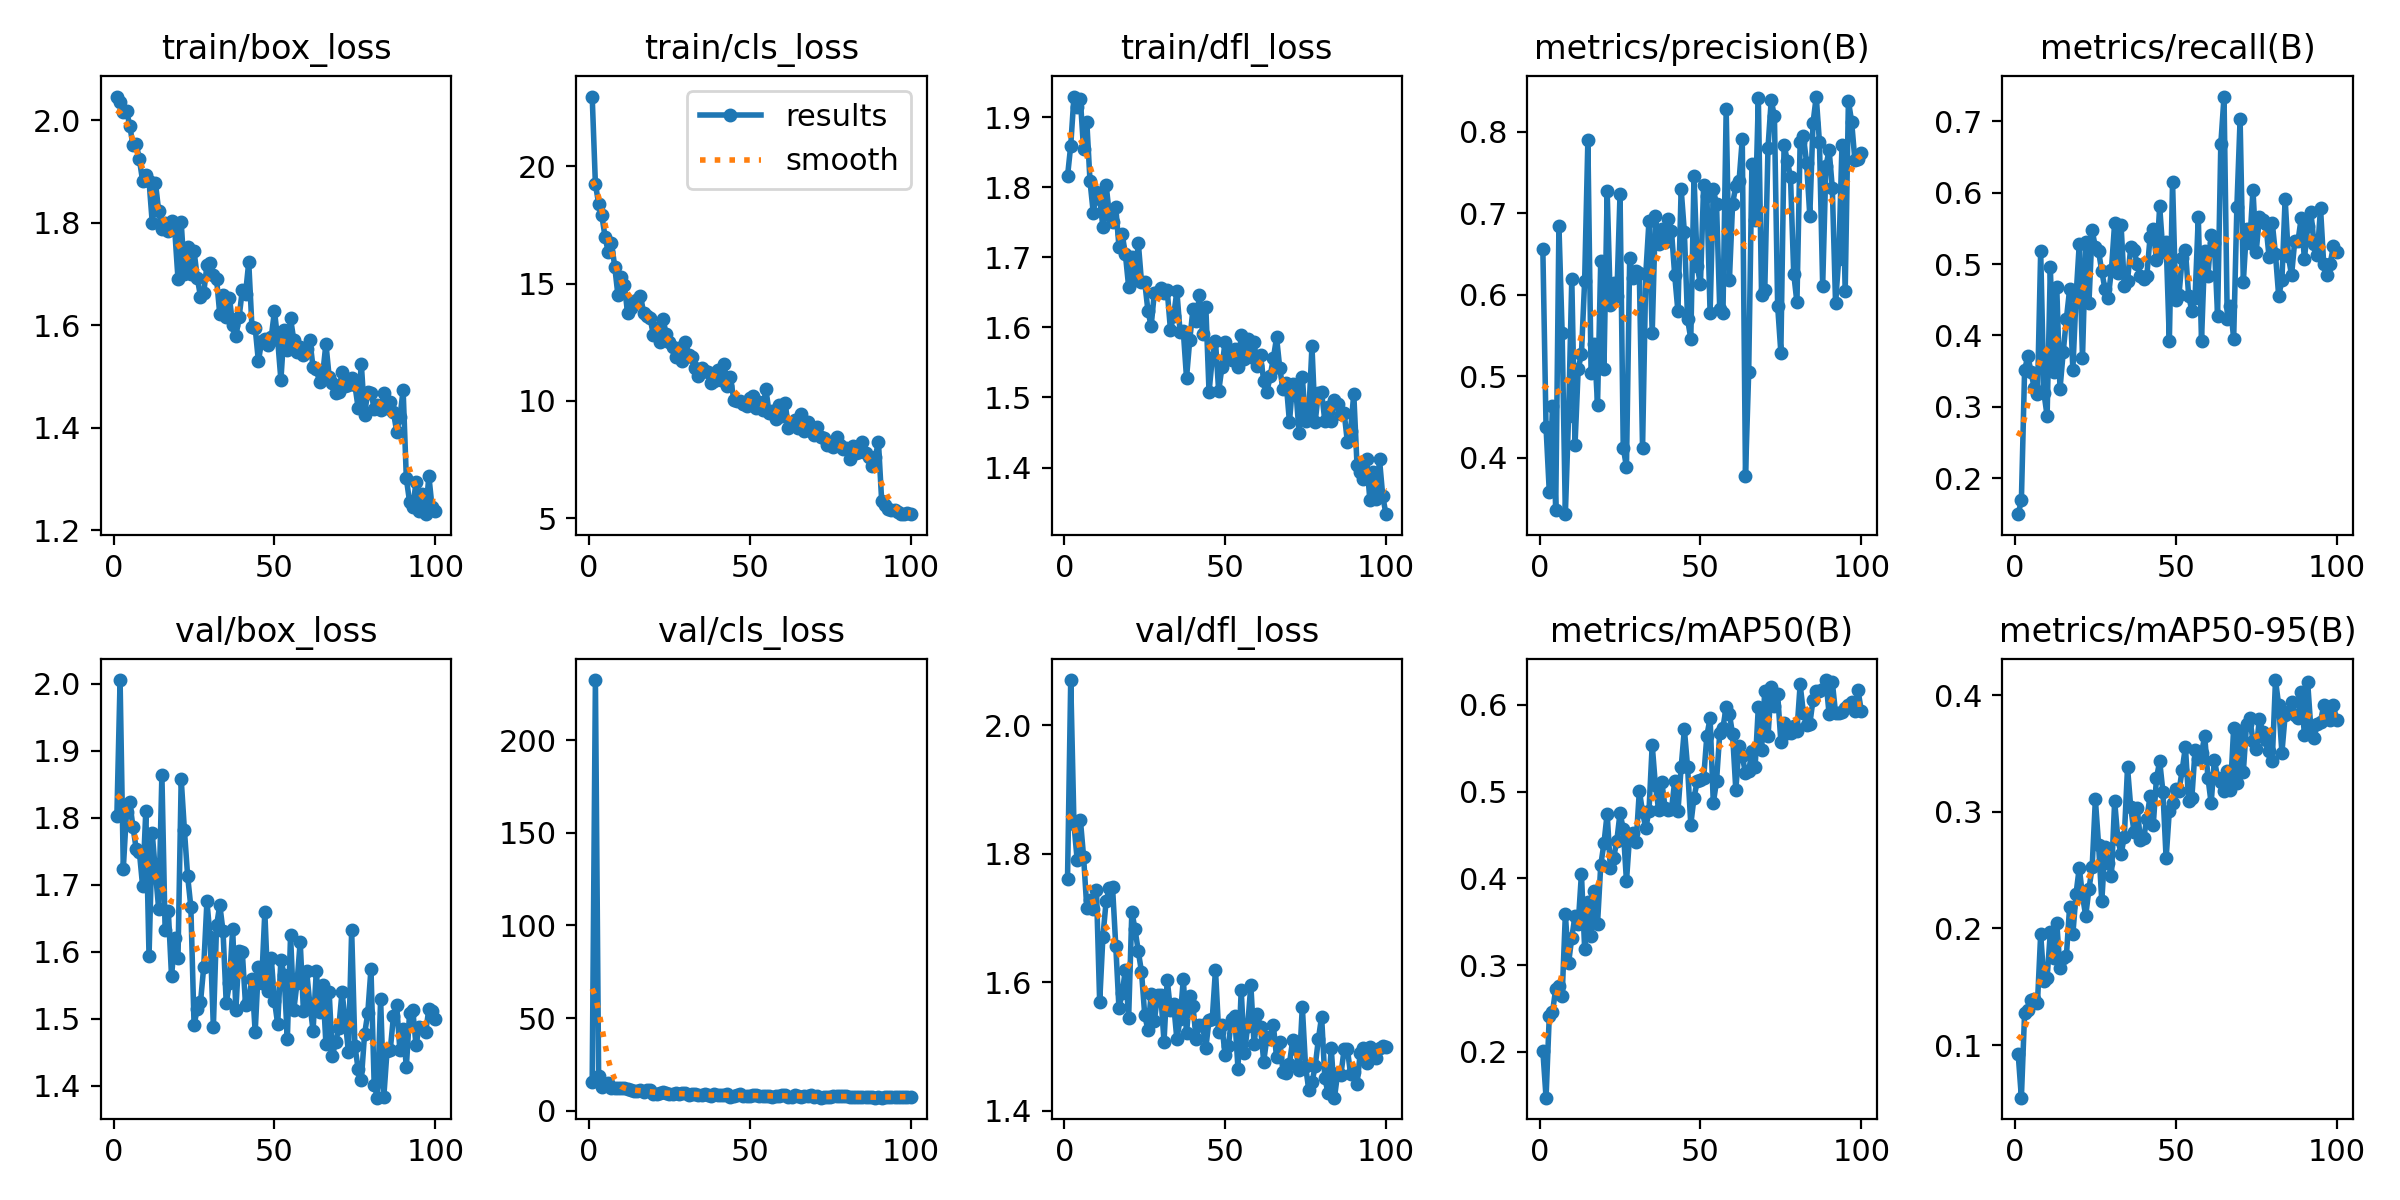 train/box_loss
train/cls_loss
train/dfl_loss
metrics/precision(B)
metrics/recall(B)
results
smooth
2.0
1.8
1.6
1.4
1.2
0 50 100
20
15
10
5
0 50 100
1.9
1.8
1.7
1.6
1.5
1.4
0 50 100
0.8
0.7
0.6
0.5
0.4
0 50 100
0.7
0.6
0.5
0.4
0.3
0.2
0 50 100
val/box_loss
val/cls_loss
val/dfl_loss
metrics/mAP50(B)
metrics/mAP50-95(B)
2.0
1.9
1.8
1.7
1.6
1.5
1.4
0 50 100
200
150
100
50
0
0 50 100
2.0
1.8
1.6
1.4
0 50 100
0.6
0.5
0.4
0.3
0.2
0 50 100
0.4
0.3
0.2
0.1
0 50 100